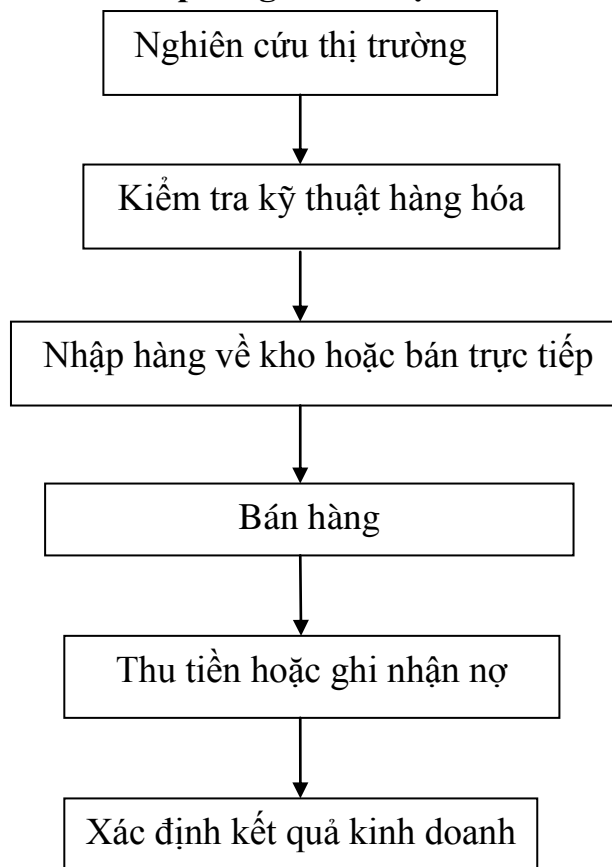 Nghiên cứu thị trường
Kiểm tra kỹ thuật hàng hóa
Nhập hàng về kho hoặc bán trực tiếp
Bán hàng
Thu tiền hoặc ghi nhận nợ
Xác định kết quả kinh doanh